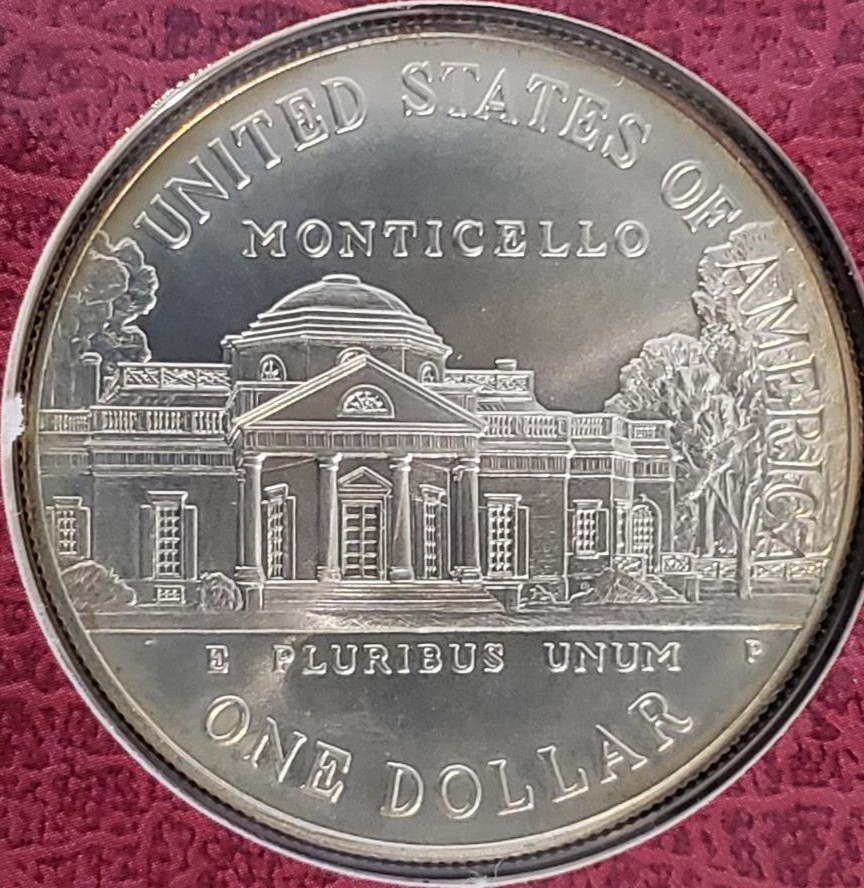 UNITED STATES OF AMERICA
MONTICELLO
E PLURIBUS UNUM P
ONE DOLLAR